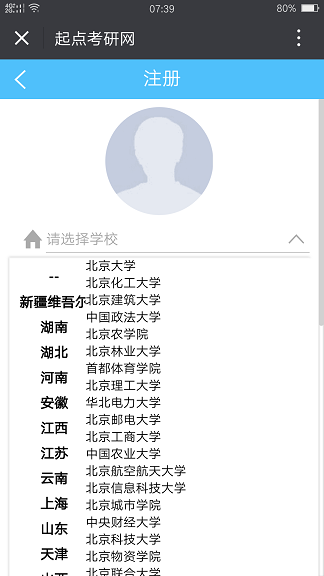 07:39
80%
起点考研网
注册
请选择学校
--
新疆维吾尔
湖南
湖北
河南
安徽
江西
江苏
云南
上海
山东
天津
北京大学
北京化工大学
北京建筑大学
中国政法大学
北京农学院
北京林业大学
首都体育学院
北京理工大学
华北电力大学
北京邮电大学
北京工商大学
中国农业大学
北京航空航天大学
北京信息科技大学
北京城市学院
中央财经大学
北京科技大学
北京物资学院
北京联合大学